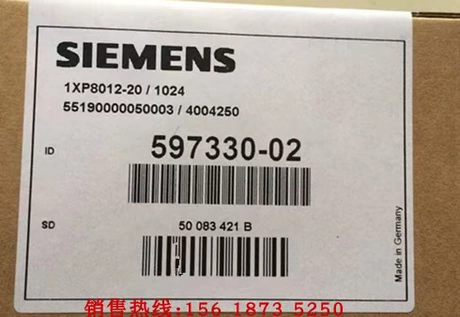 SIEMENS
1XP8012-20 / 1024
55190000050003 / 4004250
ID 597330-02
SD 50 083 421 B
Made in Germany
销售热线:156 1873 5250